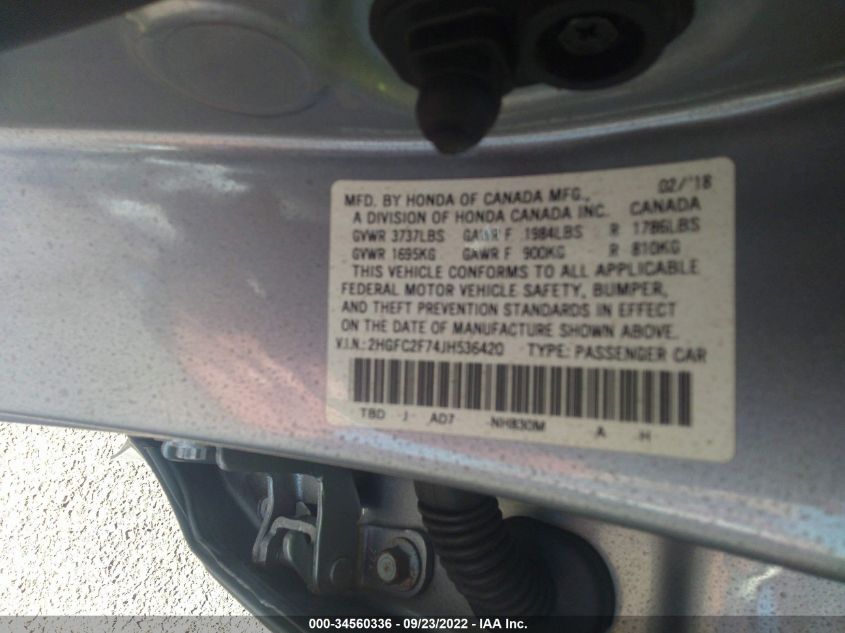 02/'18
MFD. BY HONDA OF CANADA MFG.,
A DIVISION OF HONDA CANADA INC. CANADA
GVWR 3737LBS GAWR F 1984LBS R 1786LBS
GVWR 1695KG GAWR F 900KG R 810KG
THIS VEHICLE CONFORMS TO ALL APPLICABLE
FEDERAL MOTOR VEHICLE SAFETY, BUMPER,
AND THEFT PREVENTION STANDARDS IN EFFECT
ON THE DATE OF MANUFACTURE SHOWN ABOVE.
V.I.N.: 2HGFC2F74JH536420 TYPE: PASSENGER CAR
TBD J AD7 NH830M A H
000-34560336 - 09/23/2022 - IAA Inc.